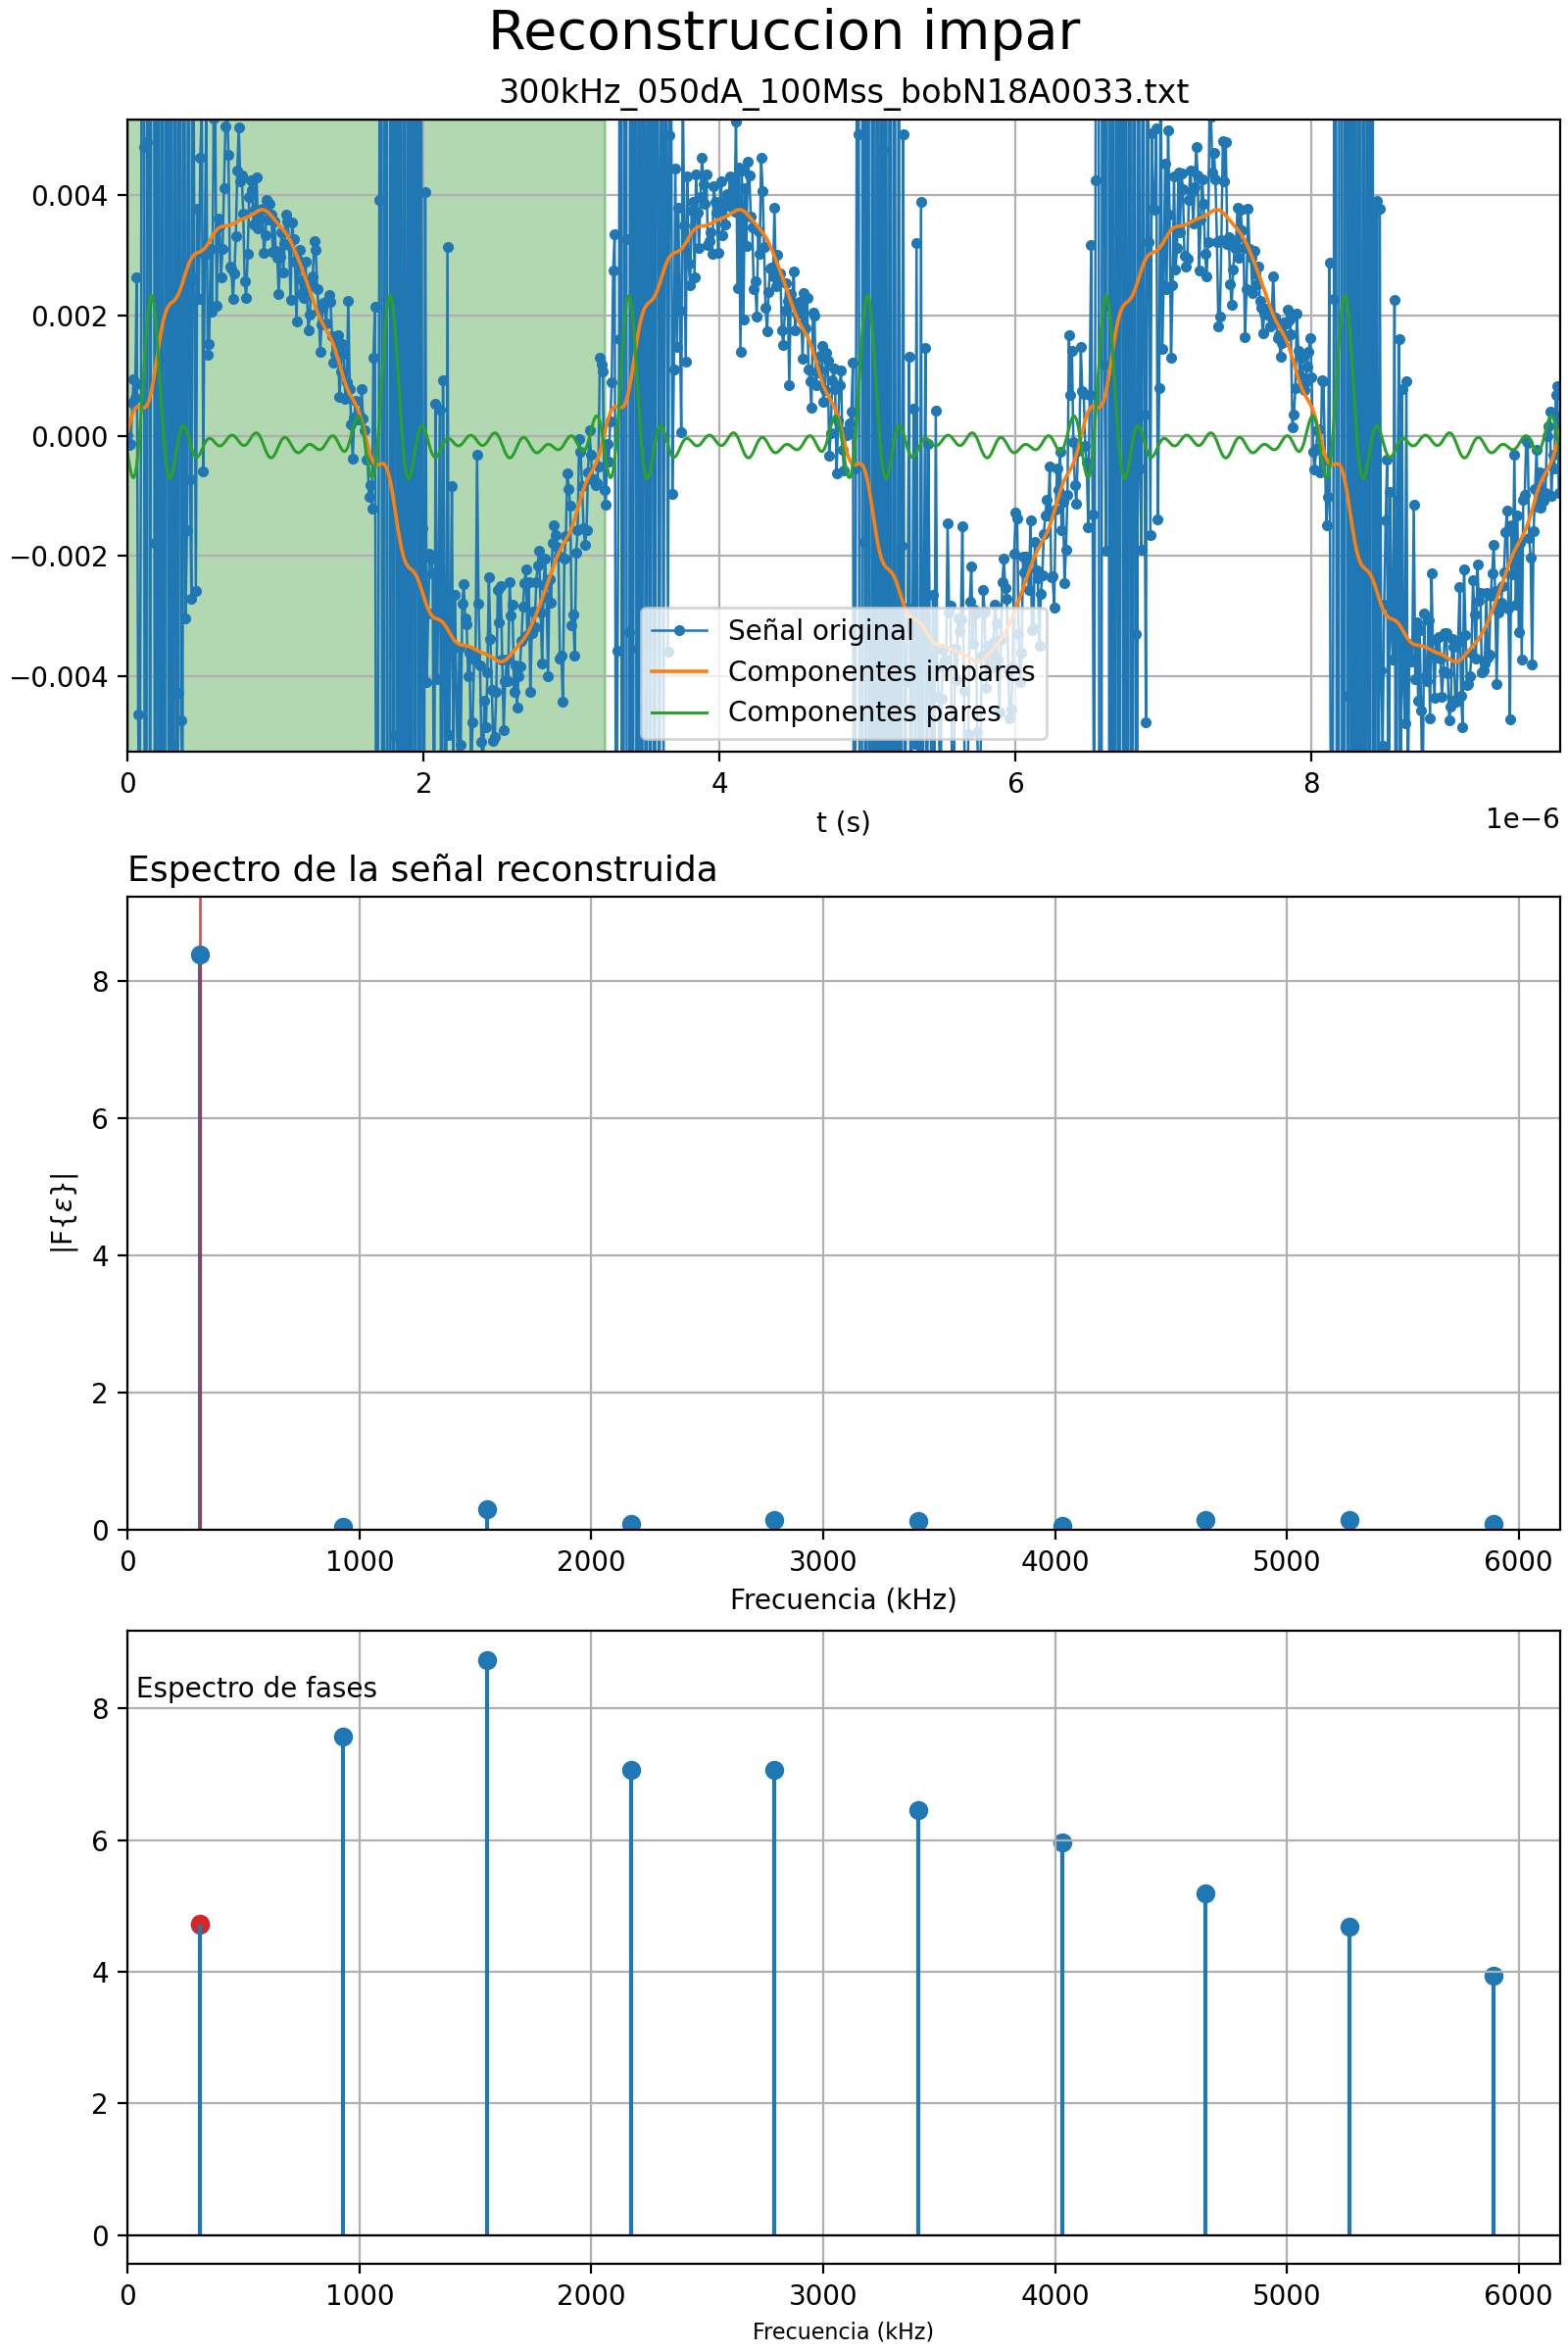 Reconstruccion impar
300kHz_050dA_100Mss_bobN18A0033.txt
0.004
0.002
0.000
−0.002
−0.004
Señal original
Componentes impares
Componentes pares
0 2 4 6 8
1e−6
t (s)
Espectro de la señal reconstruida
8
6
4
2
0
|F{ε}|
0 1000 2000 3000 4000 5000 6000
Frecuencia (kHz)
Espectro de fases
8
6
4
2
0
0 1000 2000 3000 4000 5000 6000
Frecuencia (kHz)